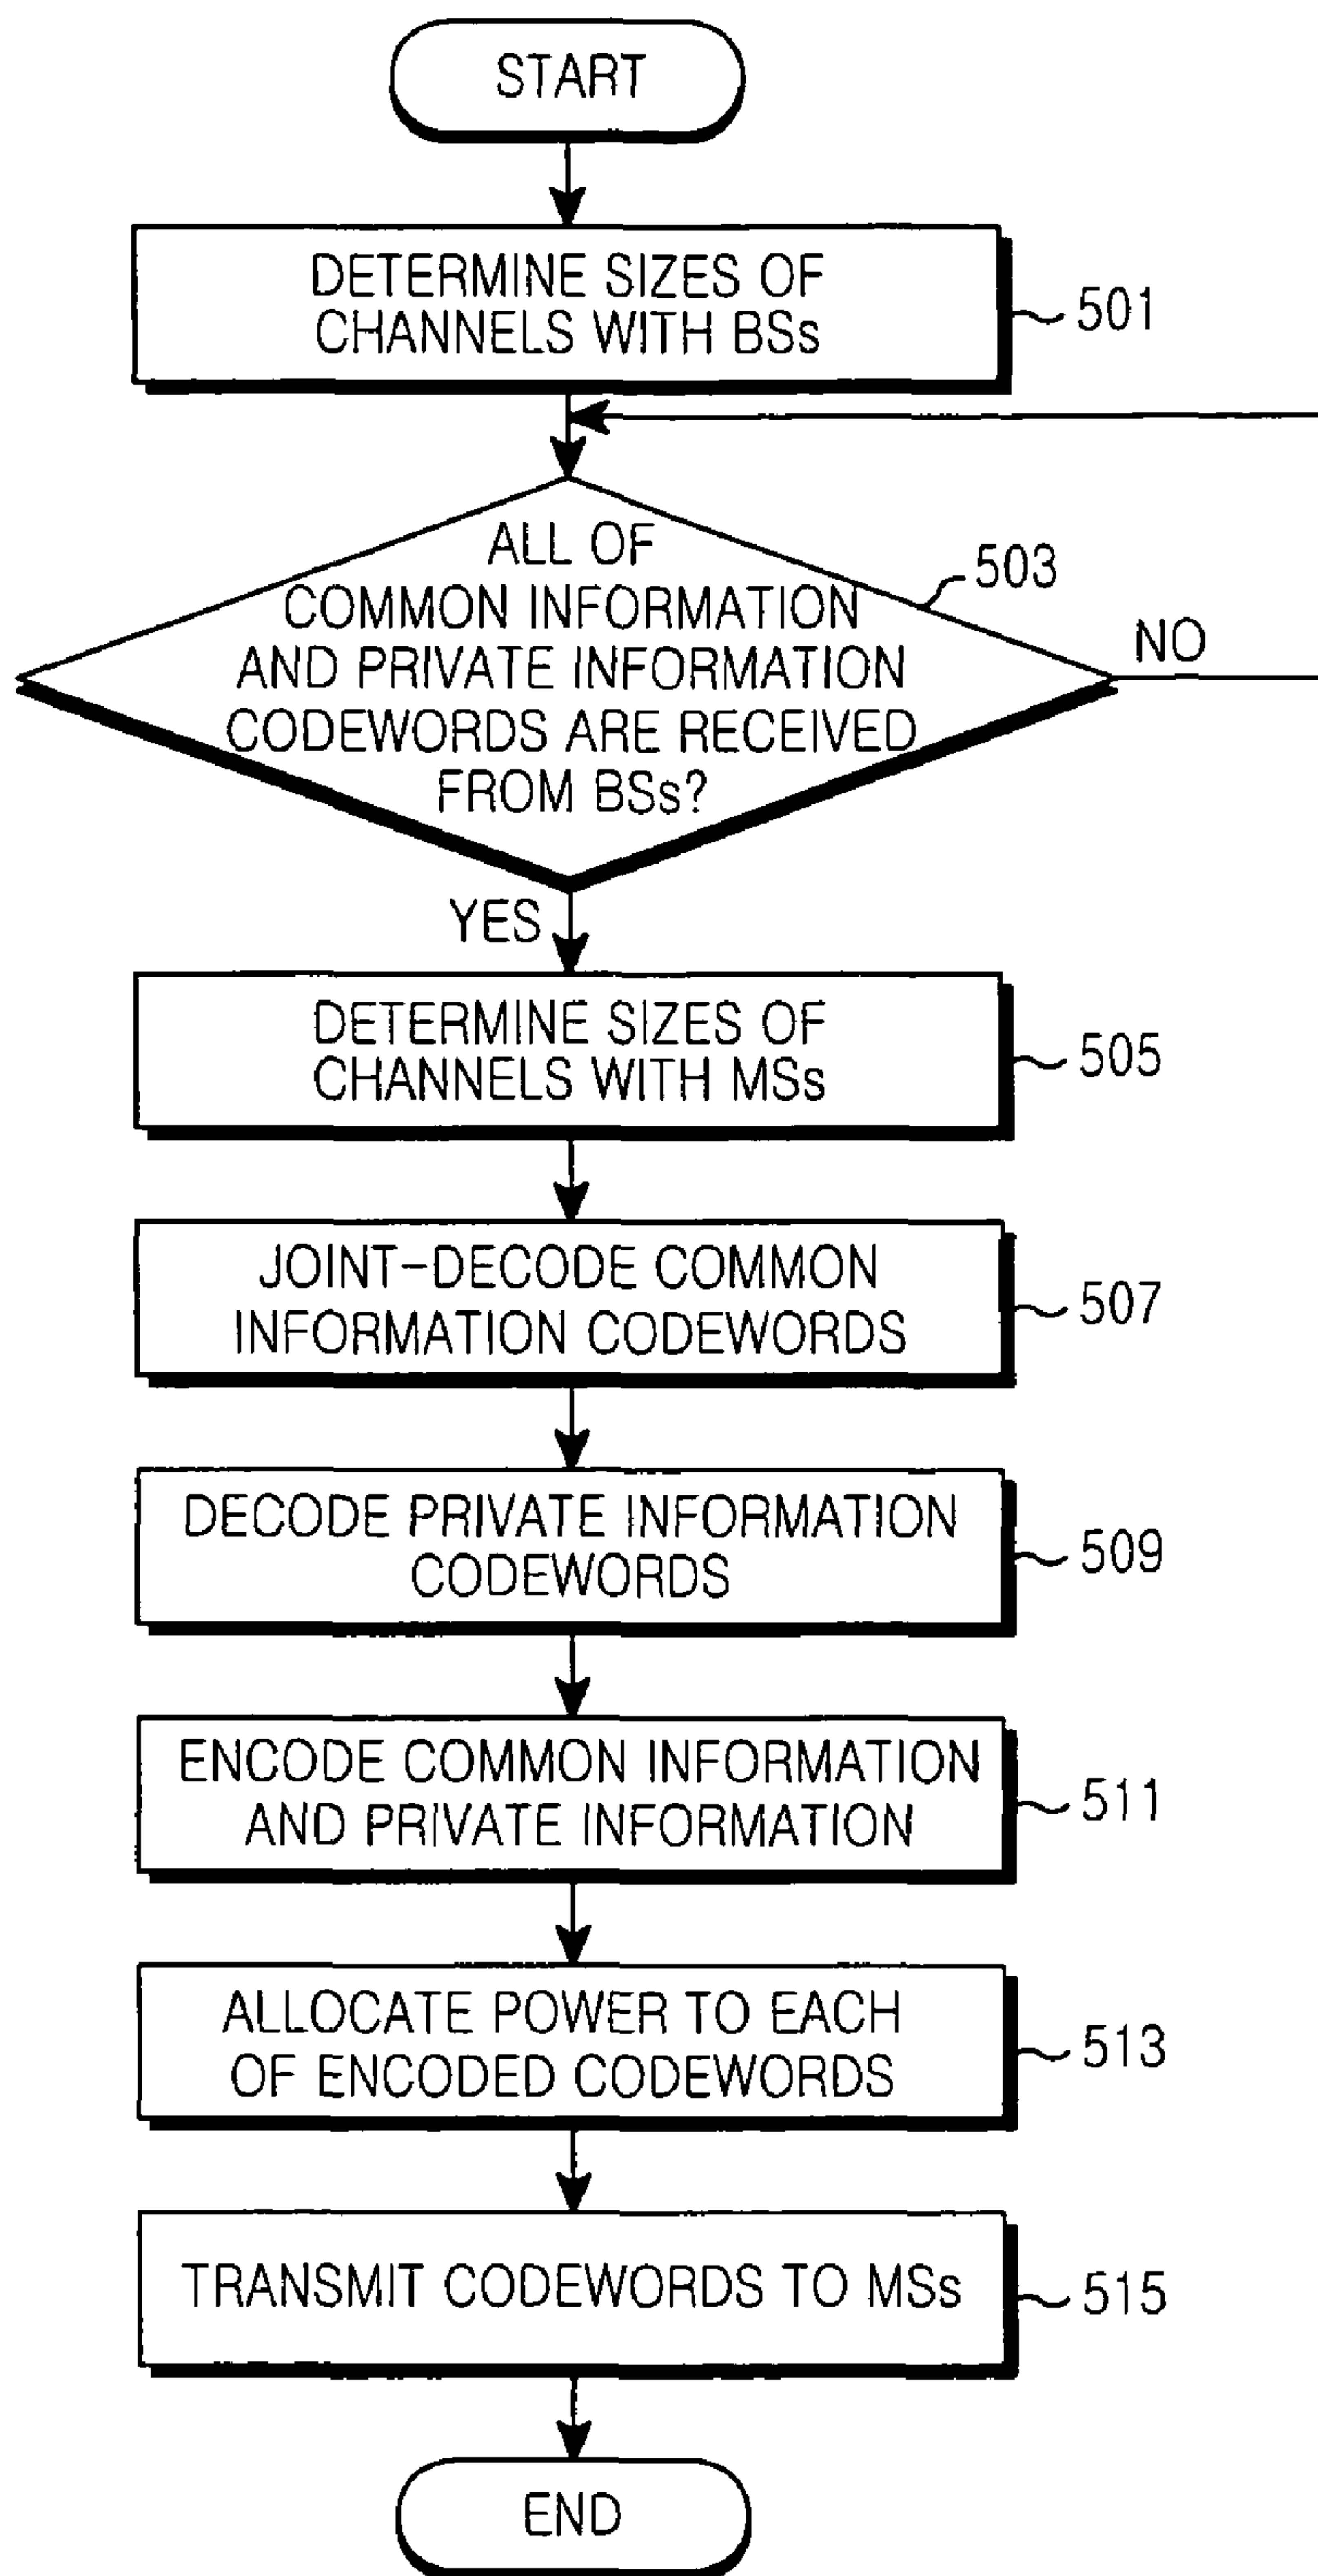 START
DETERMINE SIZES OF
CHANNELS WITH BSs
501
ALL OF
COMMON INFORMATION
AND PRIVATE INFORMATION
CODEWORDS ARE RECEIVED
FROM BSs?
503
NO
YES
DETERMINE SIZES OF
CHANNELS WITH MSs
505
JOINT-DECODE COMMON
INFORMATION CODEWORDS
507
DECODE PRIVATE INFORMATION
CODEWORDS
509
ENCODE COMMON INFORMATION
AND PRIVATE INFORMATION
511
ALLOCATE POWER TO EACH
OF ENCODED CODEWORDS
513
TRANSMIT CODEWORDS TO MSs
515
END